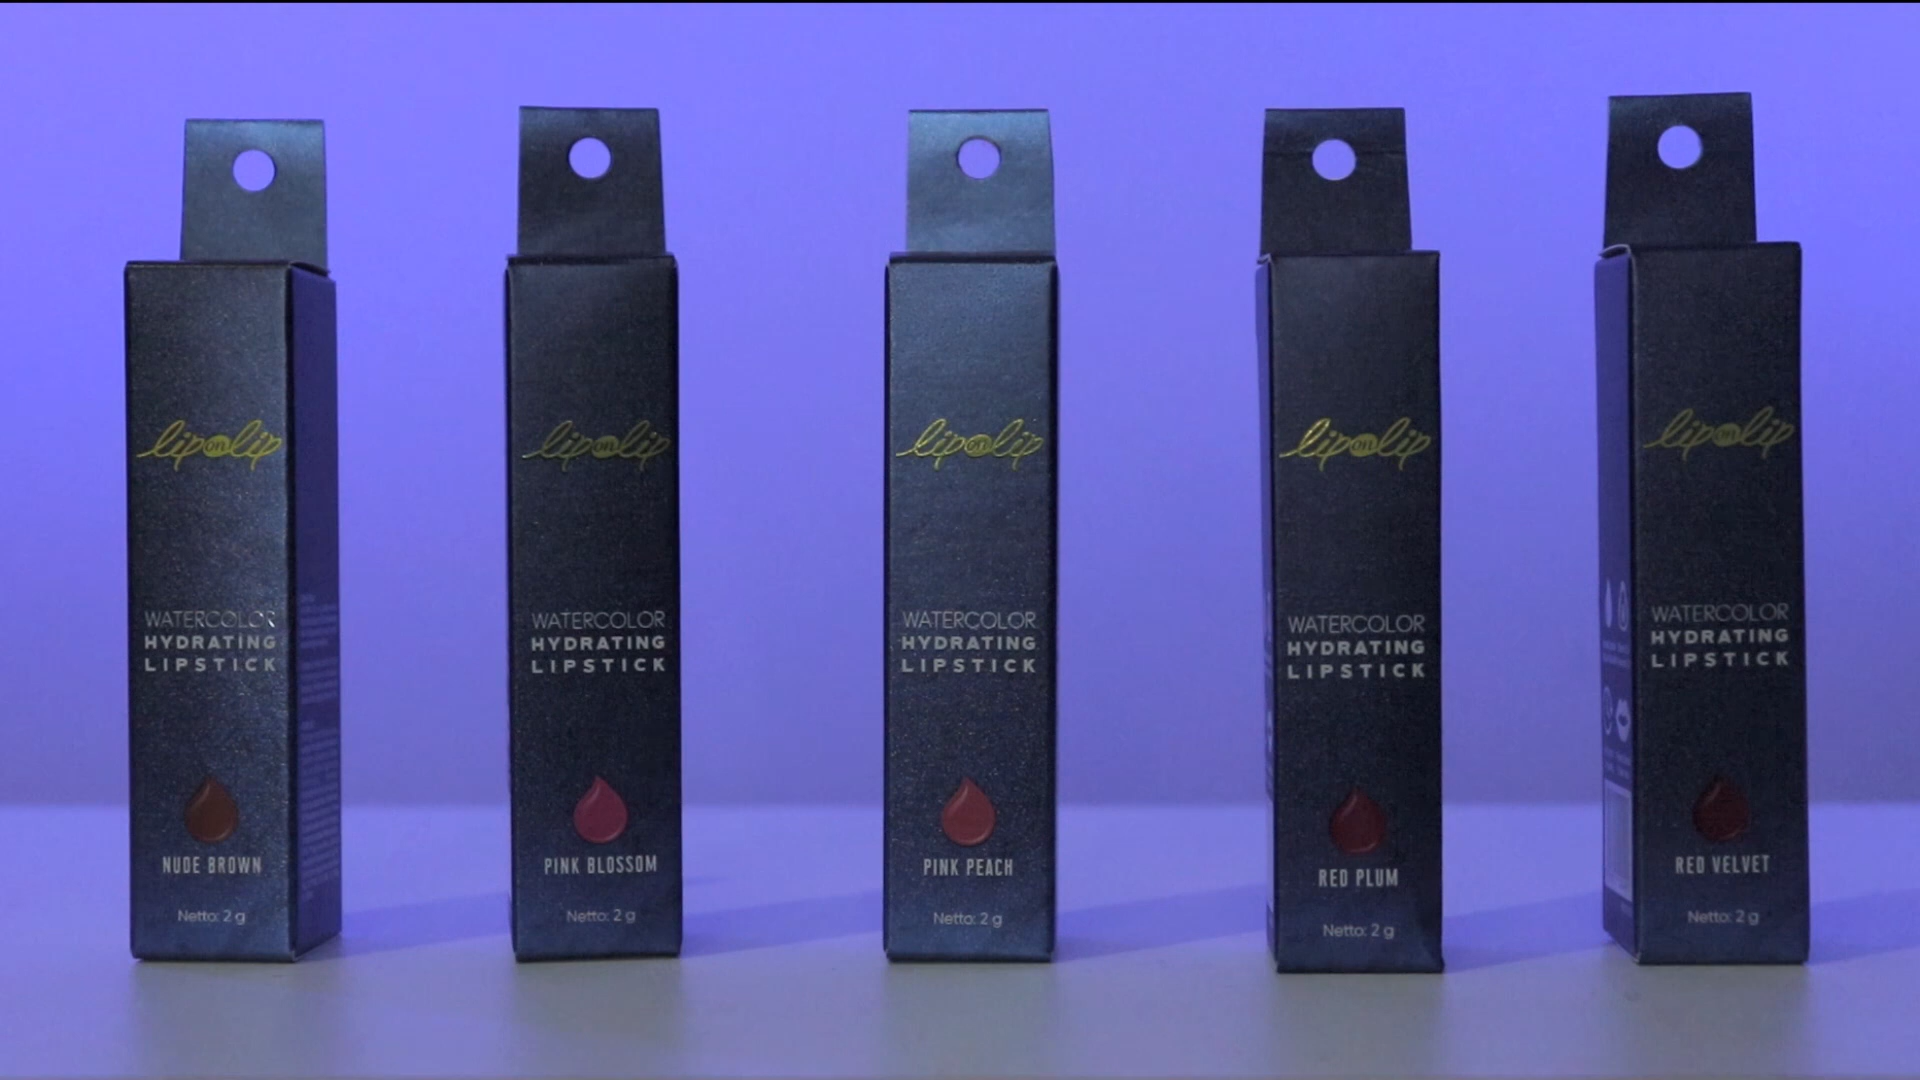 lip on lip
WATERCOLOR
HYDRATING
LIPSTICK
NUDE BROWN
Netto: 2 g
lip on lip
WATERCOLOR
HYDRATING
LIPSTICK
PINK BLOSSOM
Netto: 2 g
lip on lip
WATERCOLOR
HYDRATING
LIPSTICK
PINK PEACH
Netto: 2 g
lip on lip
WATERCOLOR
HYDRATING
LIPSTICK
RED PLUM
Netto: 2 g
lip on lip
WATERCOLOR
HYDRATING
LIPSTICK
RED VELVET
Netto: 2 g